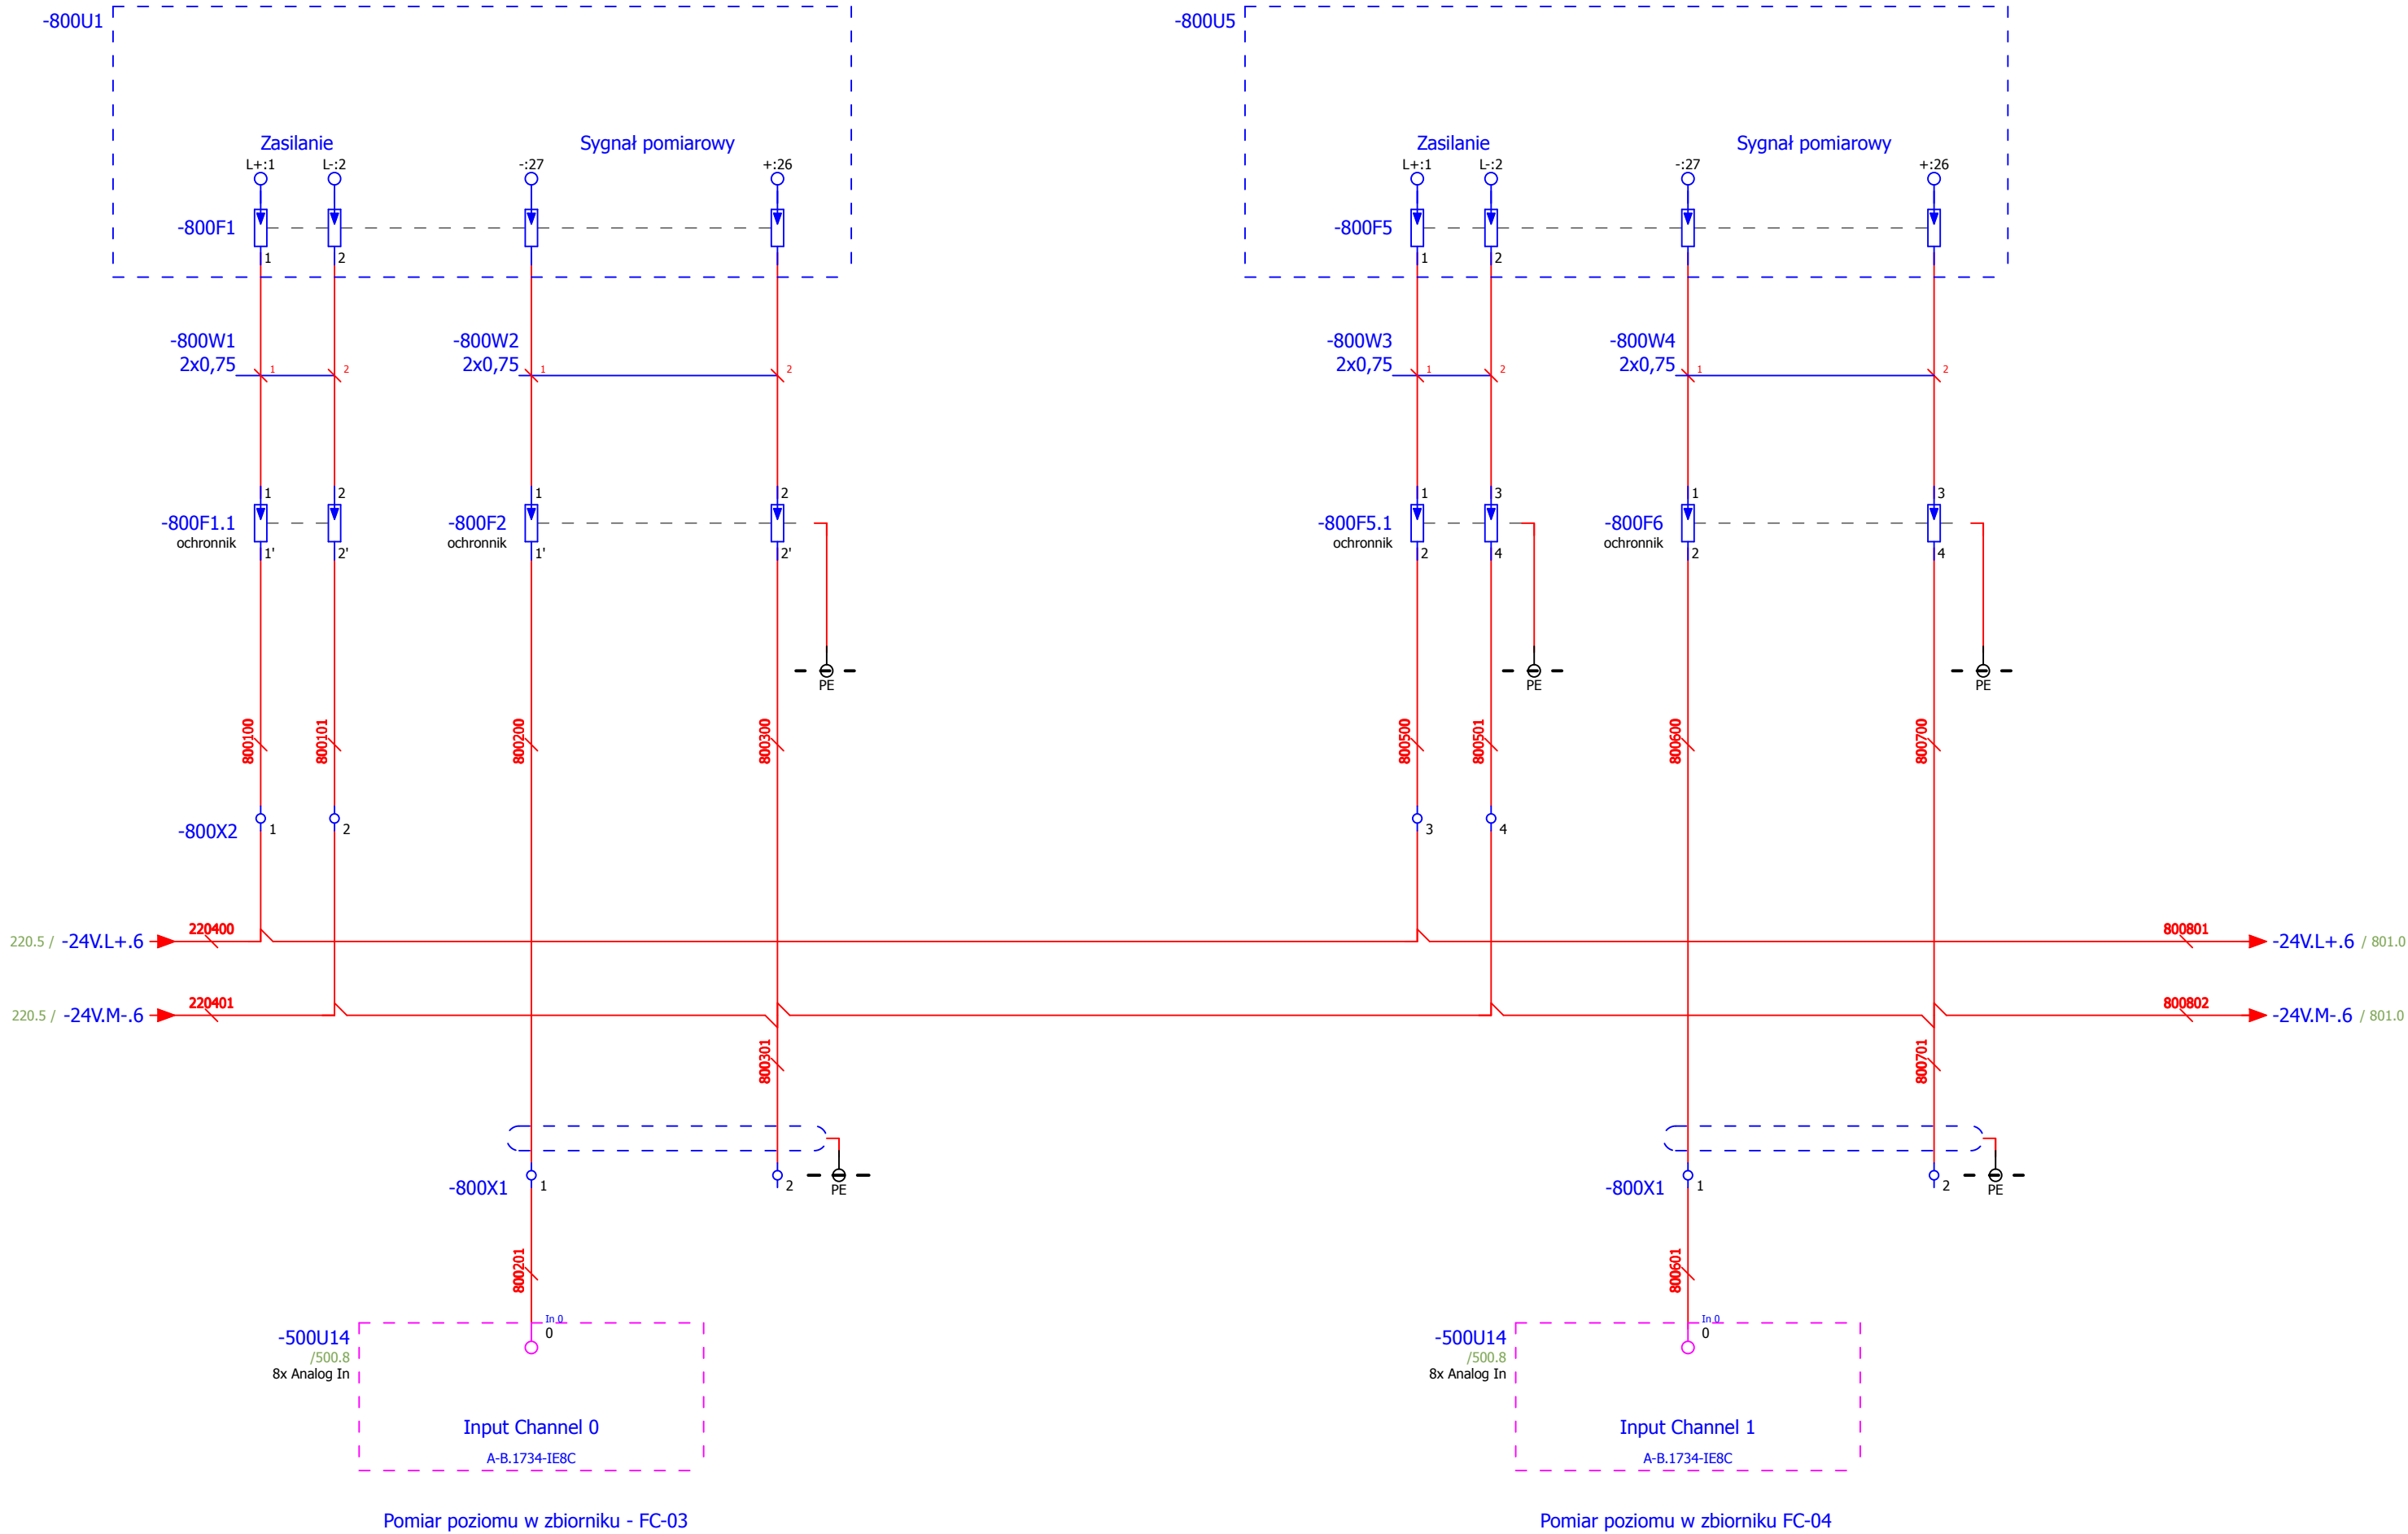 -800U1
-800U5
Zasilanie
Sygnał pomiarowy
Zasilanie
Sygnał pomiarowy
L+:1
L-:2
-:27
+:26
L+:1
L-:2
-:27
+:26
-800F1
-800F5
1
2
1
2
-800W1
2x0,75
1
2
-800W2
2x0,75
1
2
-800W3
2x0,75
1
2
-800W4
2x0,75
1
2
1
2
1
2
1
3
1
3
-800F1.1
ochronnik
-800F2
ochronnik
-800F5.1
ochronnik
-800F6
ochronnik
1'
2'
1'
2'
2
4
2
4
PE
PE
PE
800100
800101
800200
800300
800500
800501
800600
800700
-800X2
1
2
3
4
220.5 / -24V.L+.6
220400
800801
-24V.L+.6 / 801.0
220.5 / -24V.M-.6
220401
800802
-24V.M-.6 / 801.0
800301
800701
-800X1
1
2
PE
-800X1
1
2
PE
800201
800601
-500U14
/500.8
8x Analog In
In 0
0
-500U14
/500.8
8x Analog In
In 0
0
Input Channel 0
A-B.1734-IE8C
Input Channel 1
A-B.1734-IE8C
Pomiar poziomu w zbiorniku - FC-03
Pomiar poziomu w zbiorniku FC-04